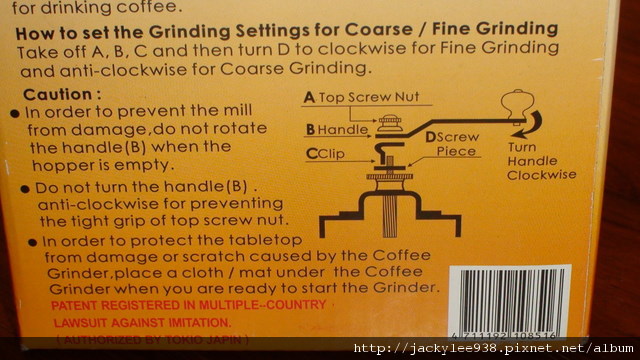 for drinking coffee.
How to set the Grinding Settings for Coarse / Fine Grinding
Take off A, B, C and then turn D to clockwise for Fine Grinding
and anti-clockwise for Coarse Grinding.
Caution :
● In order to prevent the mill
from damage,do not rotate
the handle(B) when the
hopper is empty.
● Do not turn the handle(B) .
anti-clockwise for preventing
the tight grip of top screw nut.
● In order to protect the tabletop
from damage or scratch caused by the Coffee
Grinder,place a cloth / mat under the Coffee
Grinder when you are ready to start the Grinder.
A Top Screw Nut
B Handle
C Clip
D Screw
Piece
Turn
Handle
Clockwise
PATENT REGISTERED IN MULTIPLE-COUNTRY .
LAWSUIT AGAINST IMITATION.
( AUTHORIZED BY TOKIO JAPIN )
4 711193 108516
http://jackylee938.pixnet.net/album